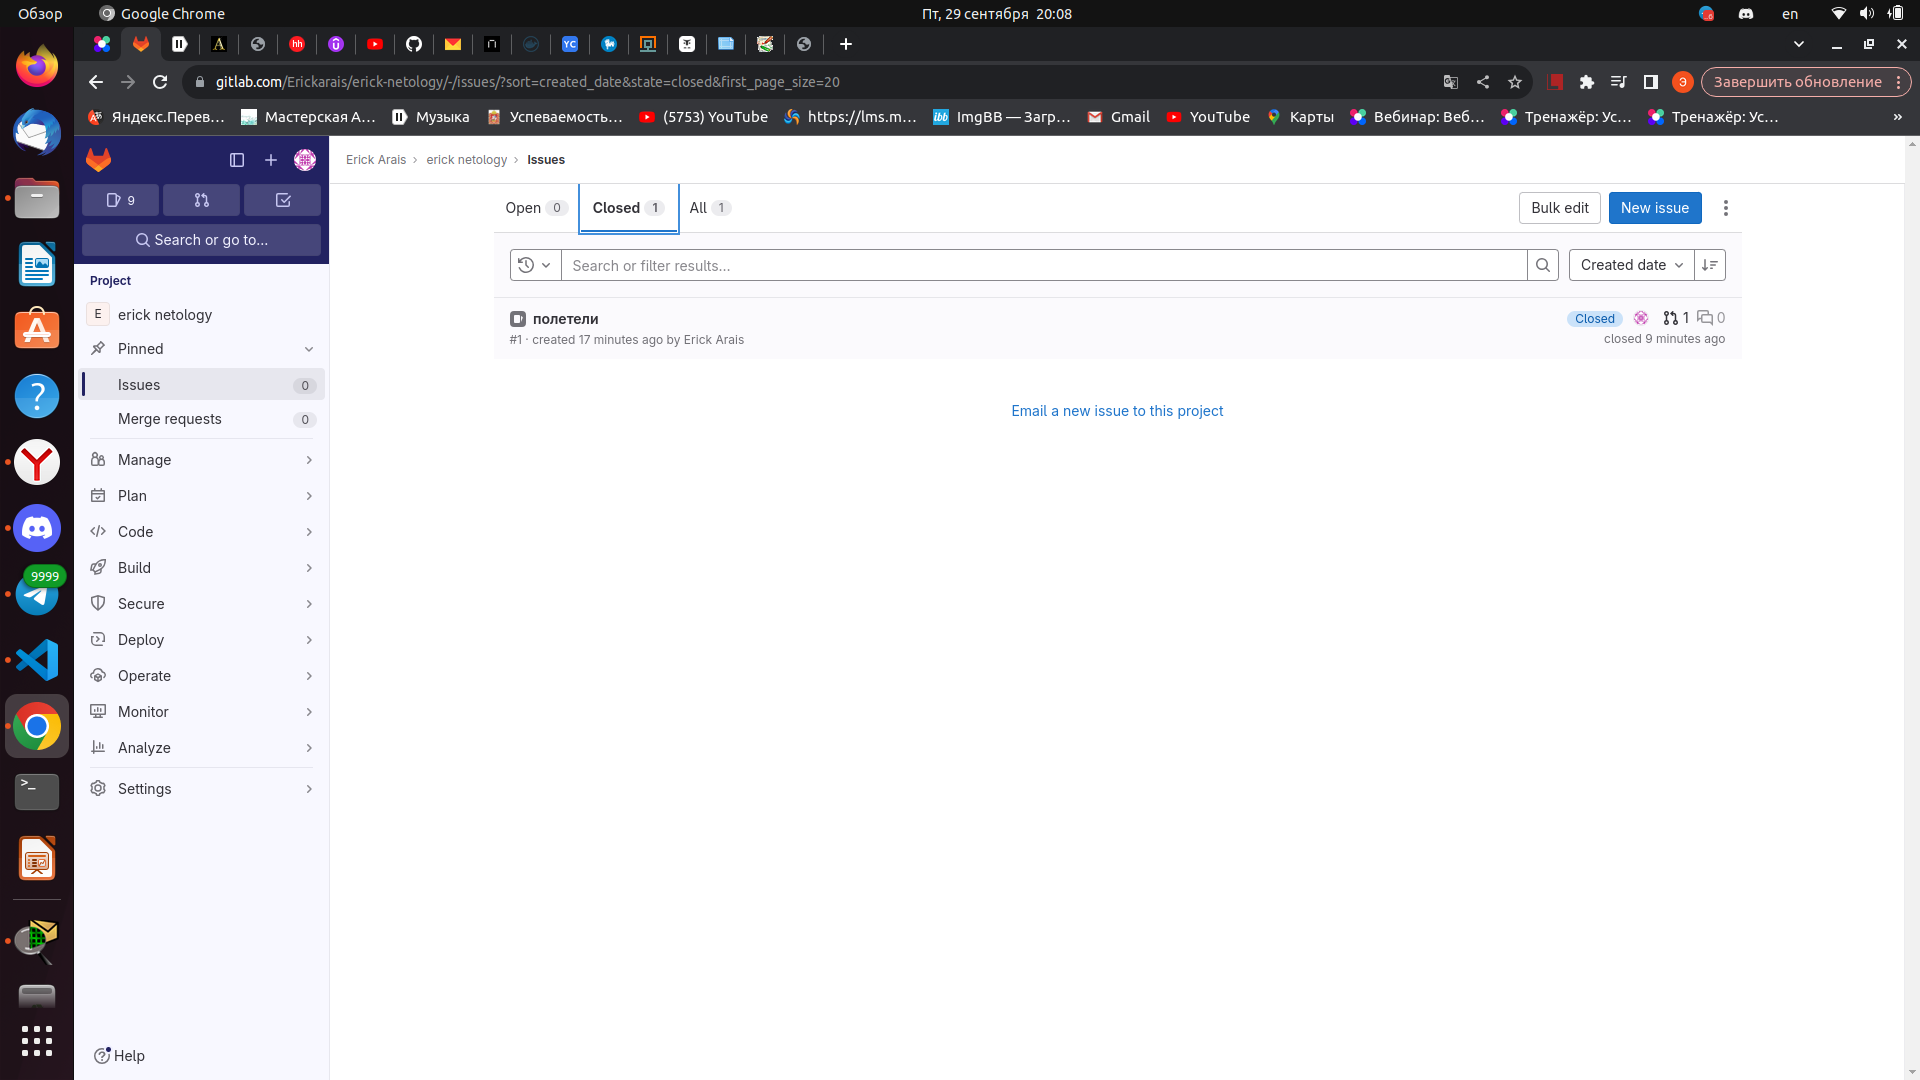 Обзор
Google Chrome
Пт, 29 сентября 20:08
en
gitlab.com/Erickarais/erick-netology/-/issues/?sort=created_date&state=closed&first_page_size=20
Завершить обновление
Яндекс.Перев…
Мастерская А…
Музыка
Успеваемость…
(5753) YouTube
https://lms.m…
ImgBB — Загр…
Gmail
YouTube
Карты
Вебинар: Веб…
Тренажёр: Ус…
Тренажёр: Ус…
»
9
Search or go to...
Project
E erick netology
Pinned
Issues 0
Merge requests 0
Manage
Plan
Code
Build
Secure
Deploy
Operate
Monitor
Analyze
Settings
Help
Erick Arais › erick netology › Issues
Open 0 Closed 1 All 1
Bulk edit
New issue
Search or filter results...
Created date
полетели
#1 · created 17 minutes ago by Erick Arais
Closed 1 0
closed 9 minutes ago
Email a new issue to this project
9999